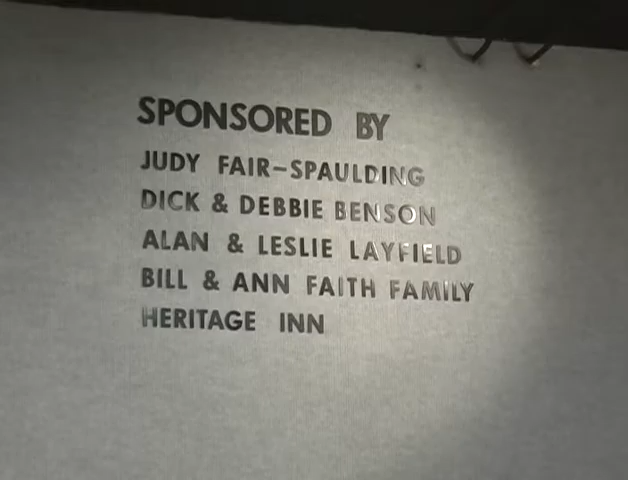 SPONSORED BY
JUDY FAIR-SPAULDING
DICK & DEBBIE BENSON
ALAN & LESLIE LAYFIELD
BILL & ANN FAITH FAMILY
HERITAGE INN